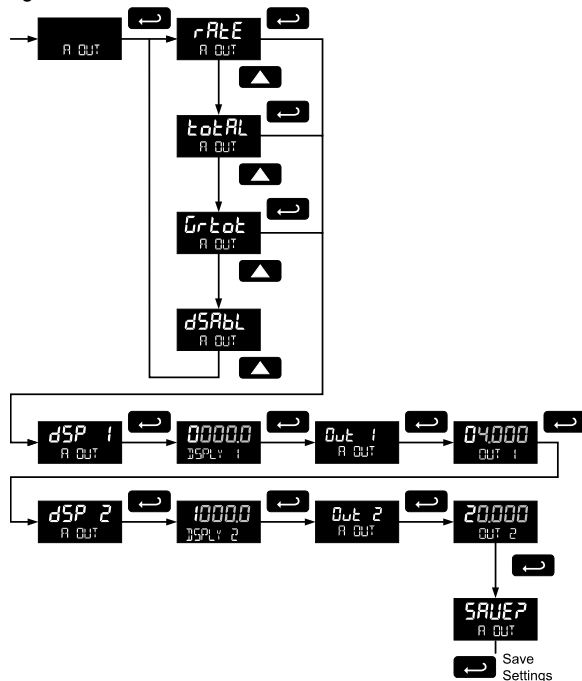 A OUT
rAtE
A OUT
totAL
A OUT
Grtot
A OUT
dSAbL
A OUT
dSP 1
A OUT
0000.0
DSPLY 1
Out 1
A OUT
04.000
OUT 1
dSP 2
A OUT
1000.0
DSPLY 2
Out 2
A OUT
20.000
OUT 2
SAVE?
A OUT
Save
Settings